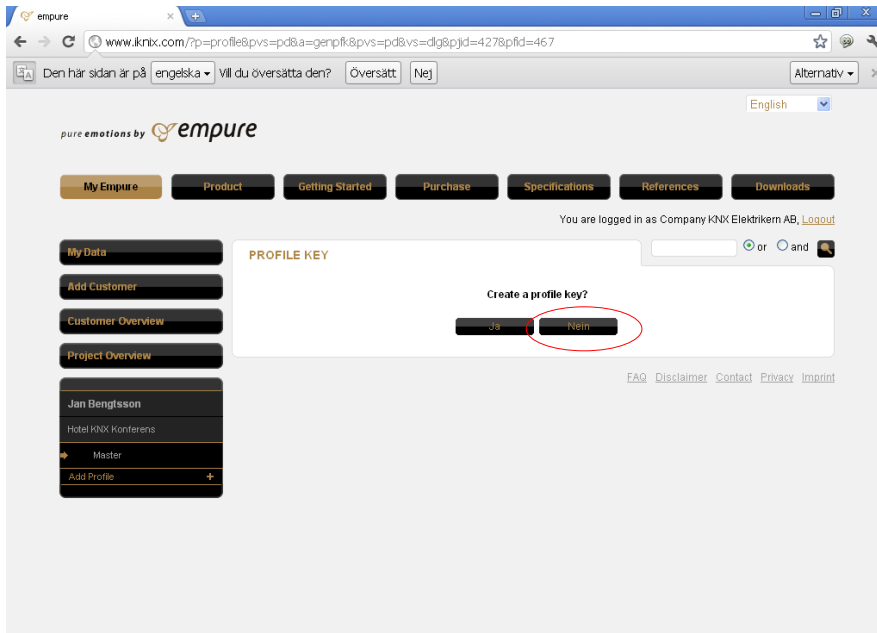 empure
www.iknix.com/?p=profile&pvs=pd&a=genpfk&pvs=pd&vs=dlg&pjid=427&pfid=467
Den här sidan är på engelska Vill du översätta den? Översätt Nej Alternativ
English
pure emotions by empure
My Empure Product Getting Started Purchase Specifications References Downloads
You are logged in as Company KNX Elektrikern AB, Logout
My Data
PROFILE KEY
or and
Add Customer
Create a profile key?
Customer Overview
Ja Nein
Project Overview
FAQ Disclaimer Contact Privacy Imprint
Jan Bengtsson
Hotel KNX Konferens
Master
Add Profile +